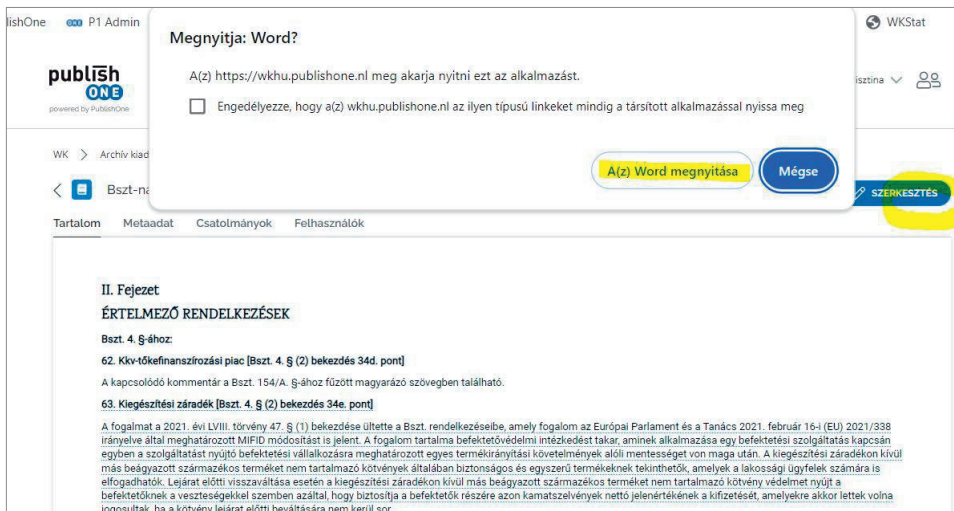 lishOne P1 Admin WKStat
Megnyitja: Word?
A(z) https://wkhu.publishone.nl meg akarja nyitni ezt az alkalmazást.
publish
ONE
powered by PublishOne
isztina
Engedélyezze, hogy a(z) wkhu.publishone.nl az ilyen típusú linkeket mindig a társított alkalmazással nyissa meg
WK > Archív kiad
A(z) Word megnyitása Mégse
Bszt-na
SZERKESZTÉS
Tartalom Metaadat Csatolmányok Felhasználók
II. Fejezet
ÉRTELMEZŐ RENDELKEZÉSEK
Bszt. 4. §-ához:
62. Kkv-tőkefinanszírozási piac [Bszt. 4. § (2) bekezdés 34d. pont]
A kapcsolódó kommentár a Bszt. 154/A. §-ához fűzött magyarázó szövegben található.
63. Kiegészítési záradék [Bszt. 4. § (2) bekezdés 34e. pont]
A fogalmat a 2021. évi LVIII. törvény 47. § (1) bekezdése ültette a Bszt. rendelkezéseibe, amely fogalom az Európai Parlament és a Tanács 2021. február 16-i (EU) 2021/338
irányelve által meghatározott MIFID módosítást is jelent. A fogalom tartalma befektetővédelmi intézkedést takar, aminek alkalmazása egy befektetési szolgáltatás kapcsán
egyben a szolgáltatást nyújtó befektetési vállalkozásra meghatározott egyes termékirányítási követelmények alóli mentességet von maga után. A kiegészítési záradékon kívül
más beágyazott származékos terméket nem tartalmazó kötvények általában biztonságos és egyszerű termékeknek tekinthetők, amelyek a lakossági ügyfelek számára is
elfogadhatók. Lejárat előtti visszaváltása esetén a kiegészítési záradékon kívül más beágyazott származékos terméket nem tartalmazó kötvény védelmet nyújt a
befektetőknek a veszteségekkel szemben azáltal, hogy biztosítja a befektetők részére azon kamatszelvények nettó jelenértékének a kifizetését, amelyekre akkor lettek volna
jogosultak, ha a kötvény lejárat előtti beváltására nem kerül sor.